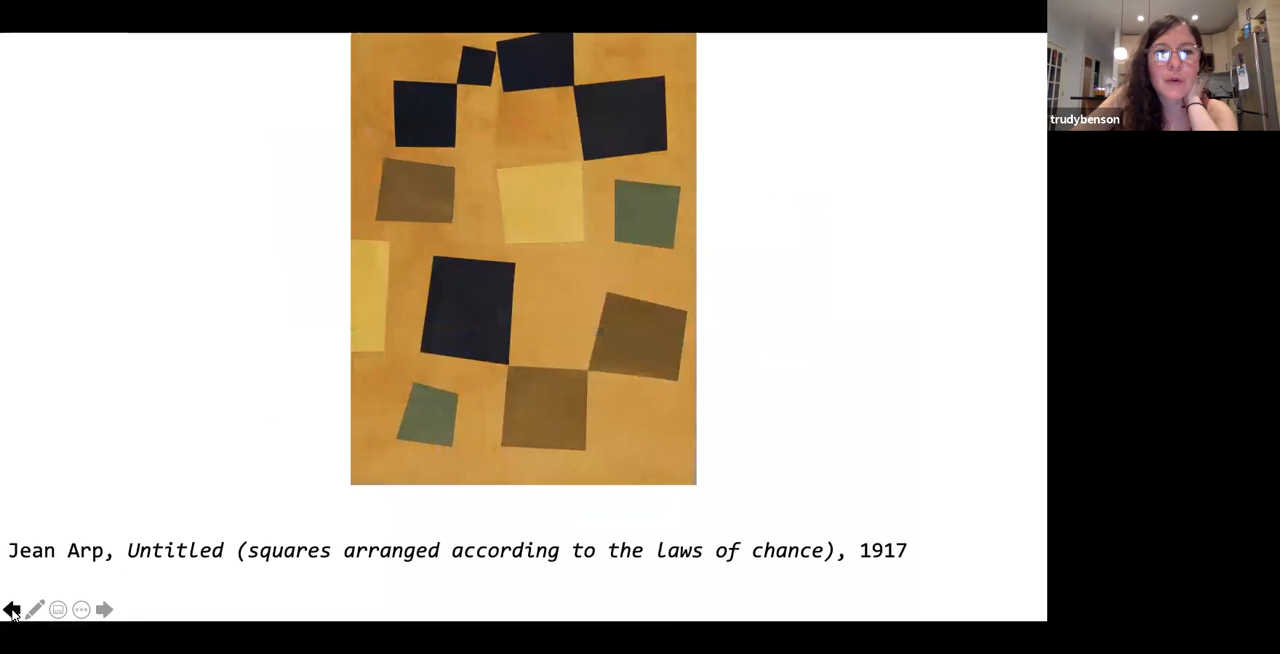 trudybenson
Jean Arp, Untitled (squares arranged according to the laws of chance), 1917